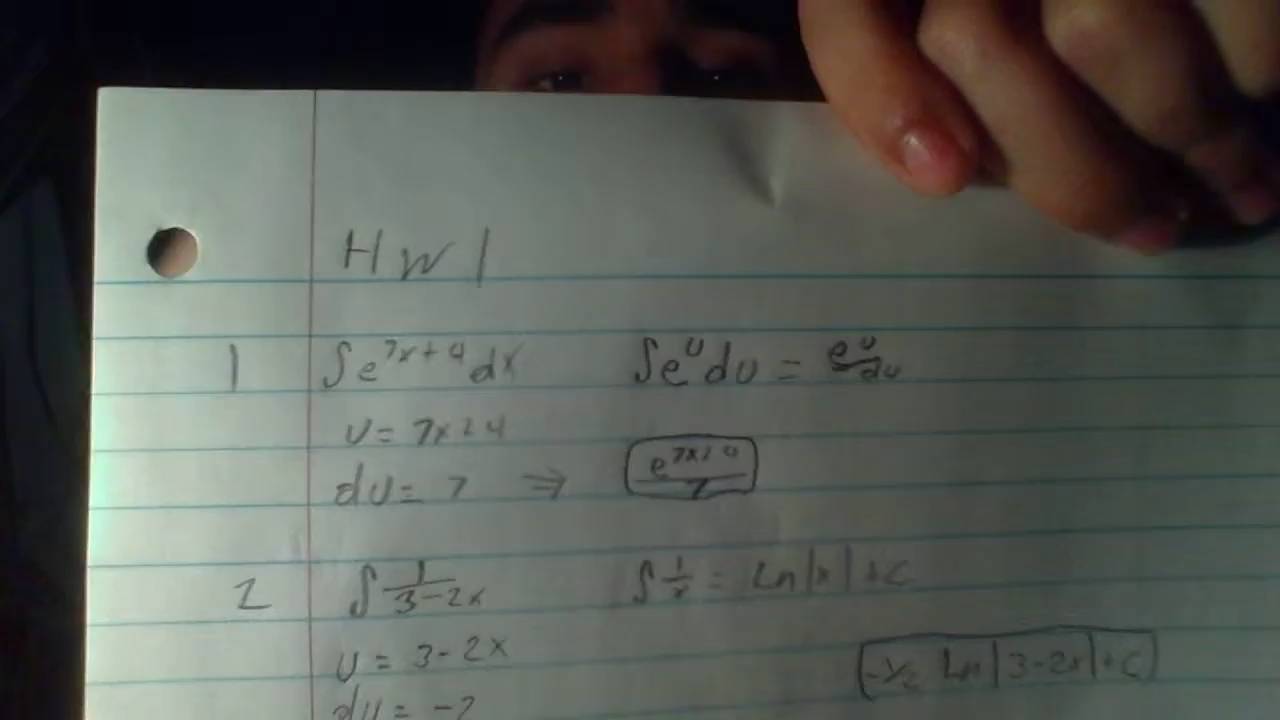 HW 1
1 ∫e^{7x+4} dx ∫e^u du = e^u/du
u = 7x+4
du = 7 ⇒ e^{7x+4}/7
2 ∫ 1/(3-2x) ∫ 1/x = Ln|x| + C
u = 3-2x
-1/2 Ln|3-2x| + C
du = -2